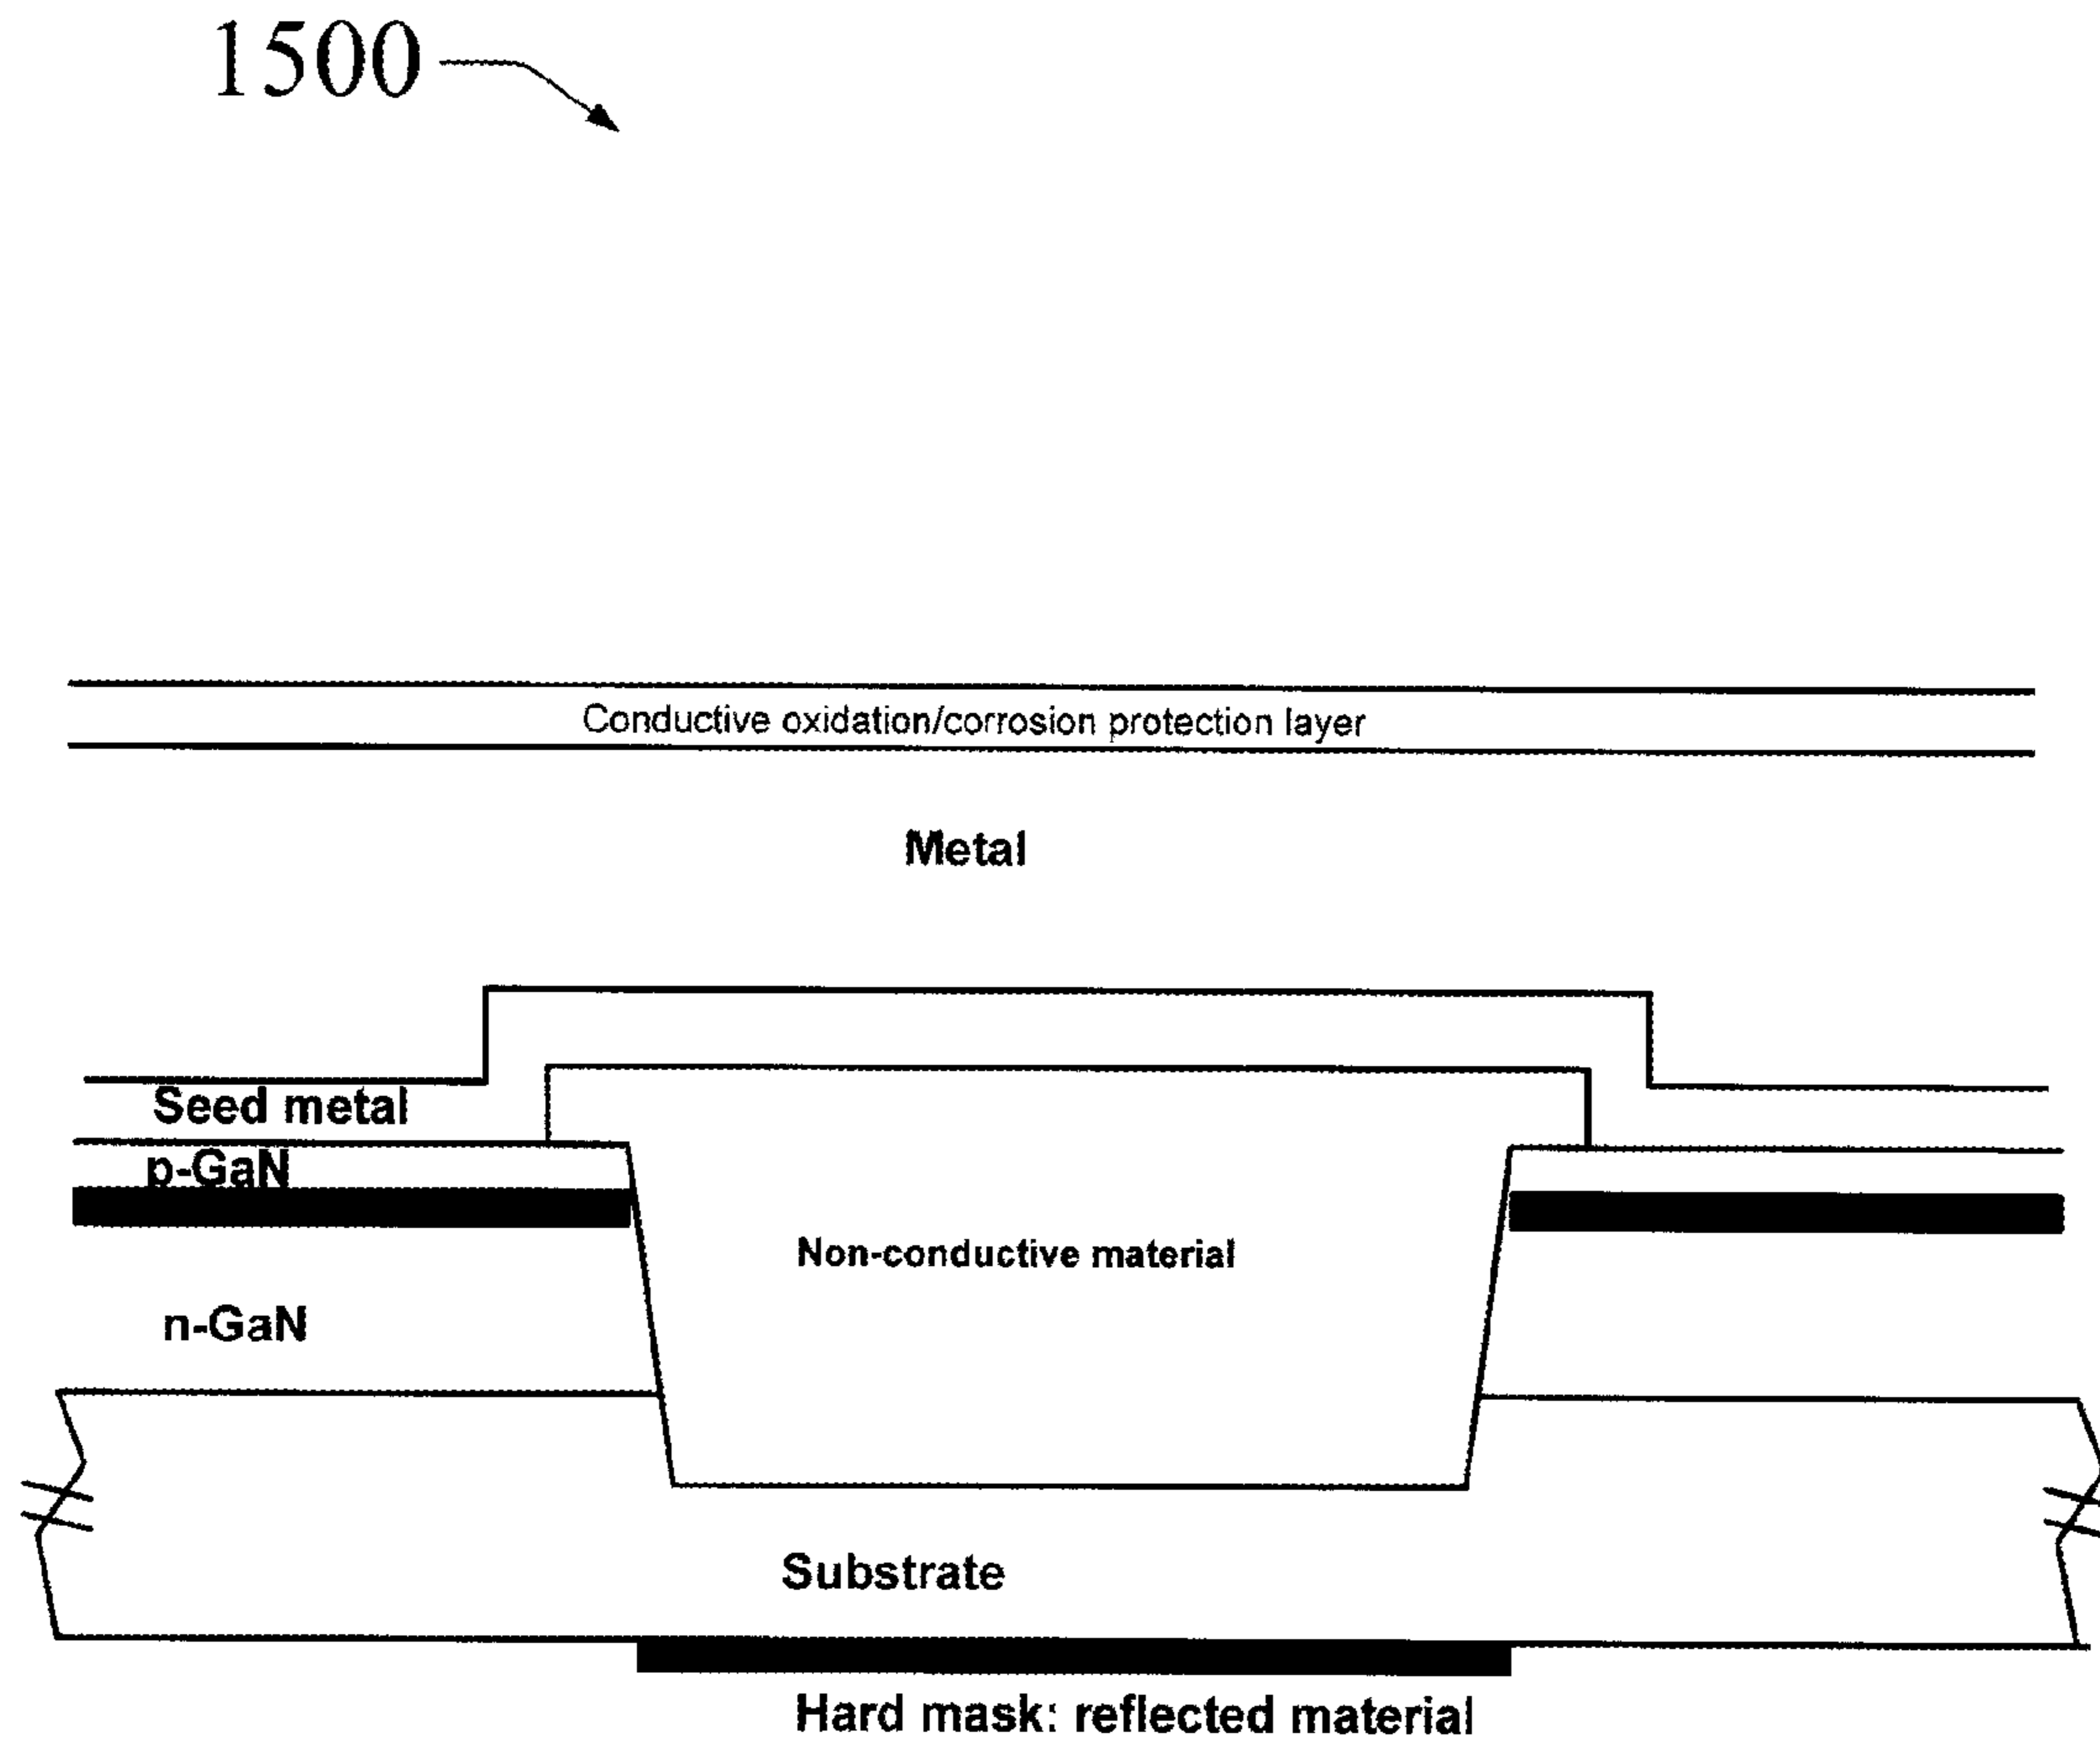 1500
Conductive oxidation/corrosion protection layer
Metal
Seed metal
p-GaN
Non-conductive material
n-GaN
Substrate
Hard mask: reflected material